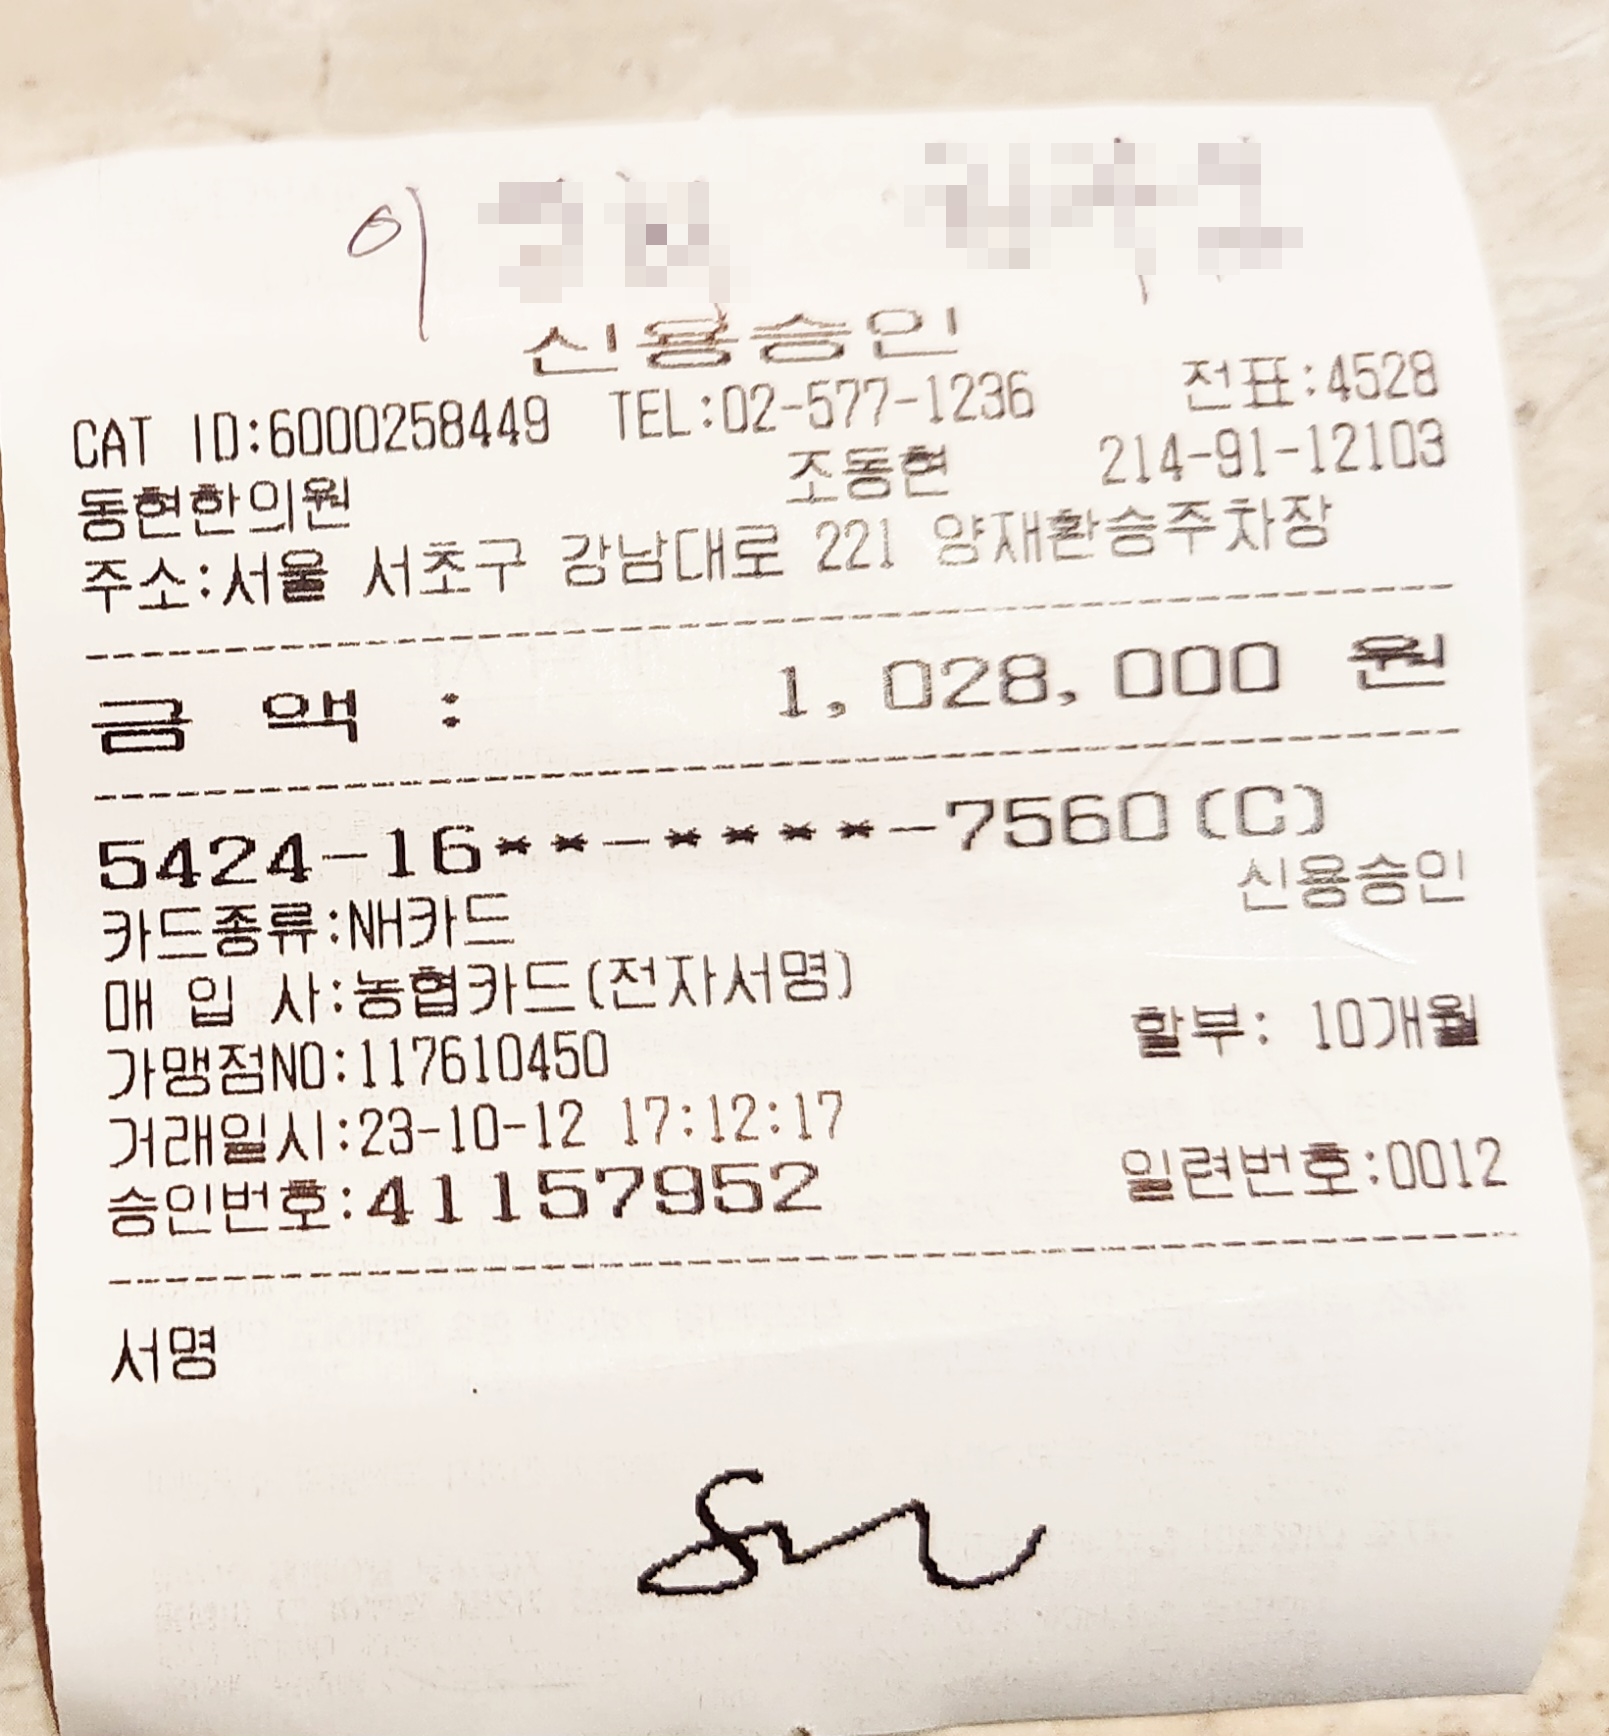 이
신용승인
CAT ID:6000258449 TEL:02-577-1236 전표:4528
동현한의원 조동현 214-91-12103
주소:서울 서초구 강남대로 221 양재환승주차장
금 액 : 1,028,000 원
5424-16**-****-7560(C)
카드종류:NH카드 신용승인
매 입 사:농협카드(전자서명)
가맹점NO:117610450 할부: 10개월
거래일시:23-10-12 17:12:17
승인번호:41157952 일련번호:0012
서명